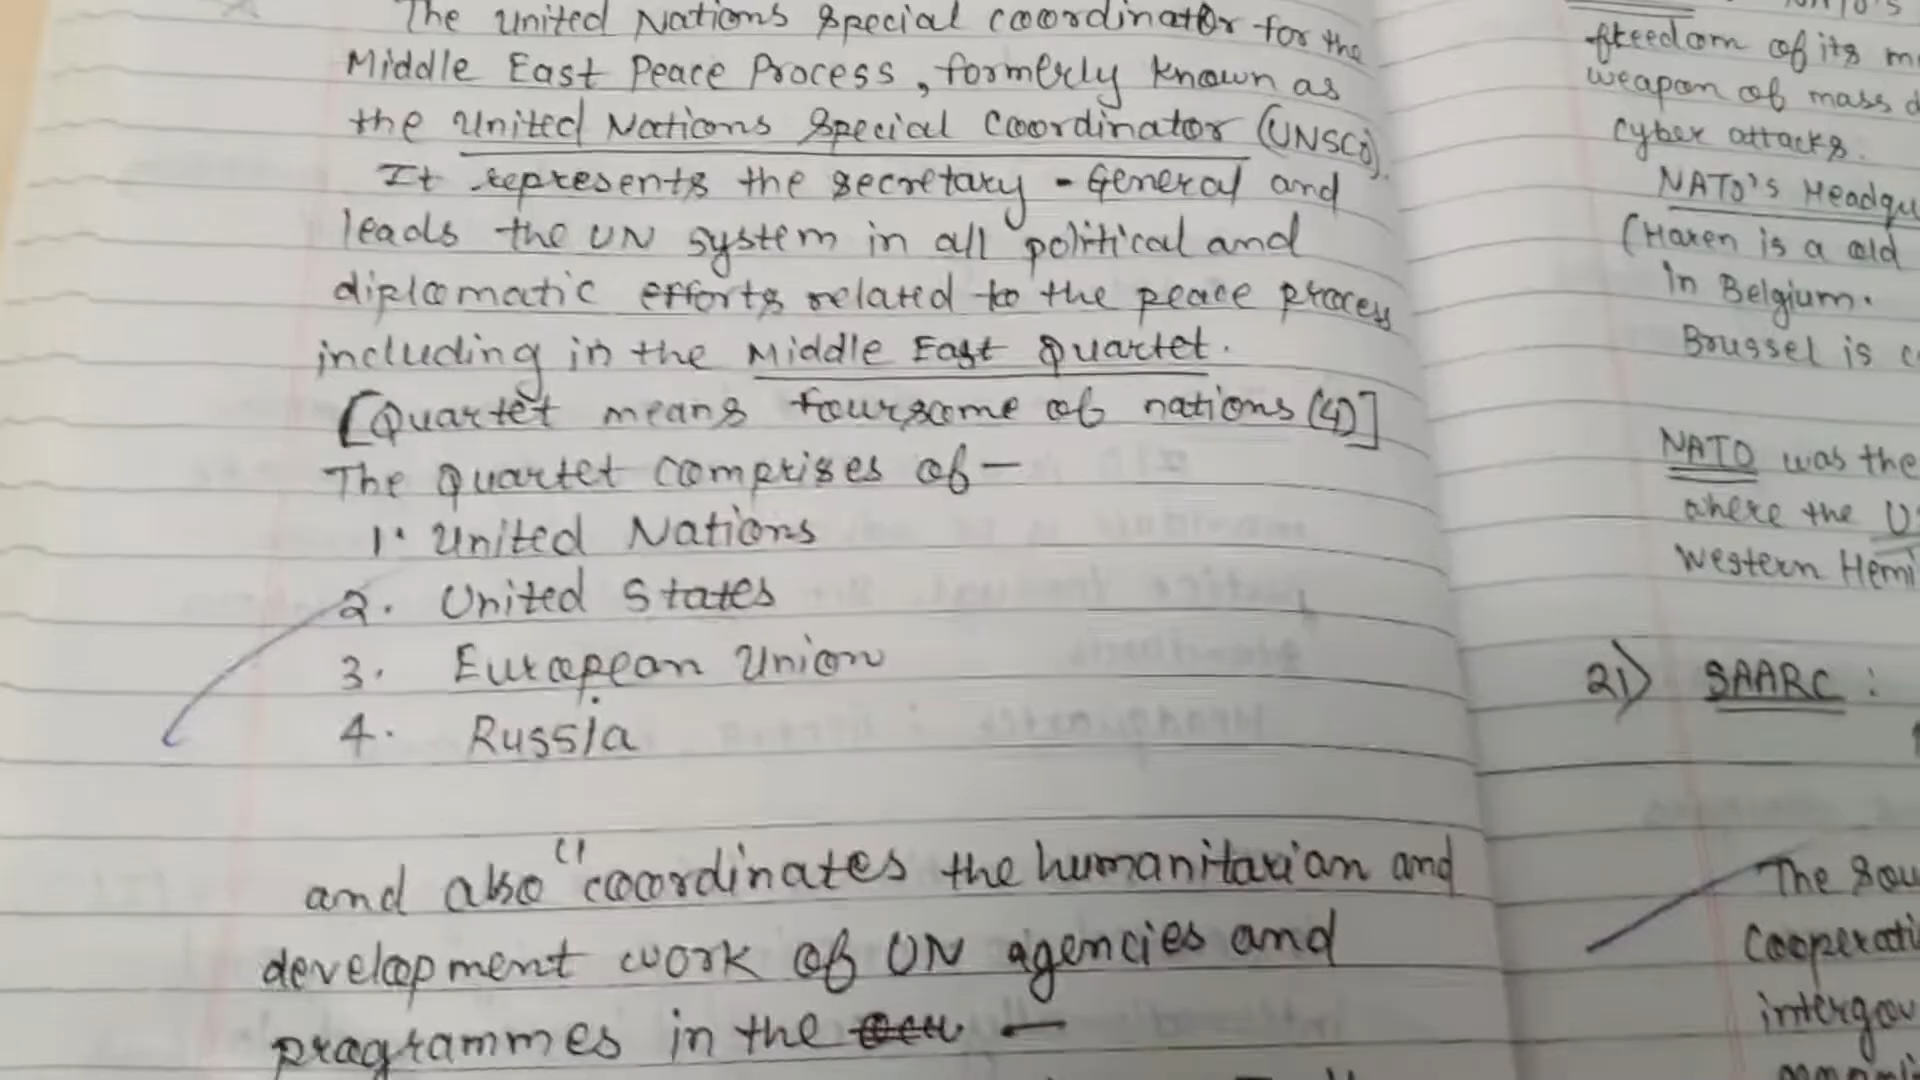 The United Nations Special coordinator for the
Middle East Peace Process, formerly known as
the United Nations Special Coordinator (UNSCO).
It represents the secretary - General and
leads the UN system in all political and
diplomatic efforts related to the peace process
including in the Middle East Quartet.
[Quartet means foursome of nations (4)]
The Quartet comprises of —
1. United Nations
2. United States
3. European Union
4. Russia
and also coordinates the humanitarian and
development work of UN agencies and
programmes in the —
NATO's
freedom of its
weapon of mass
cyber attacks.
NATO's
(Haren is a old
in Belgium.
Brussel is
NATO was the
where the
Western
21) SAARC :
The